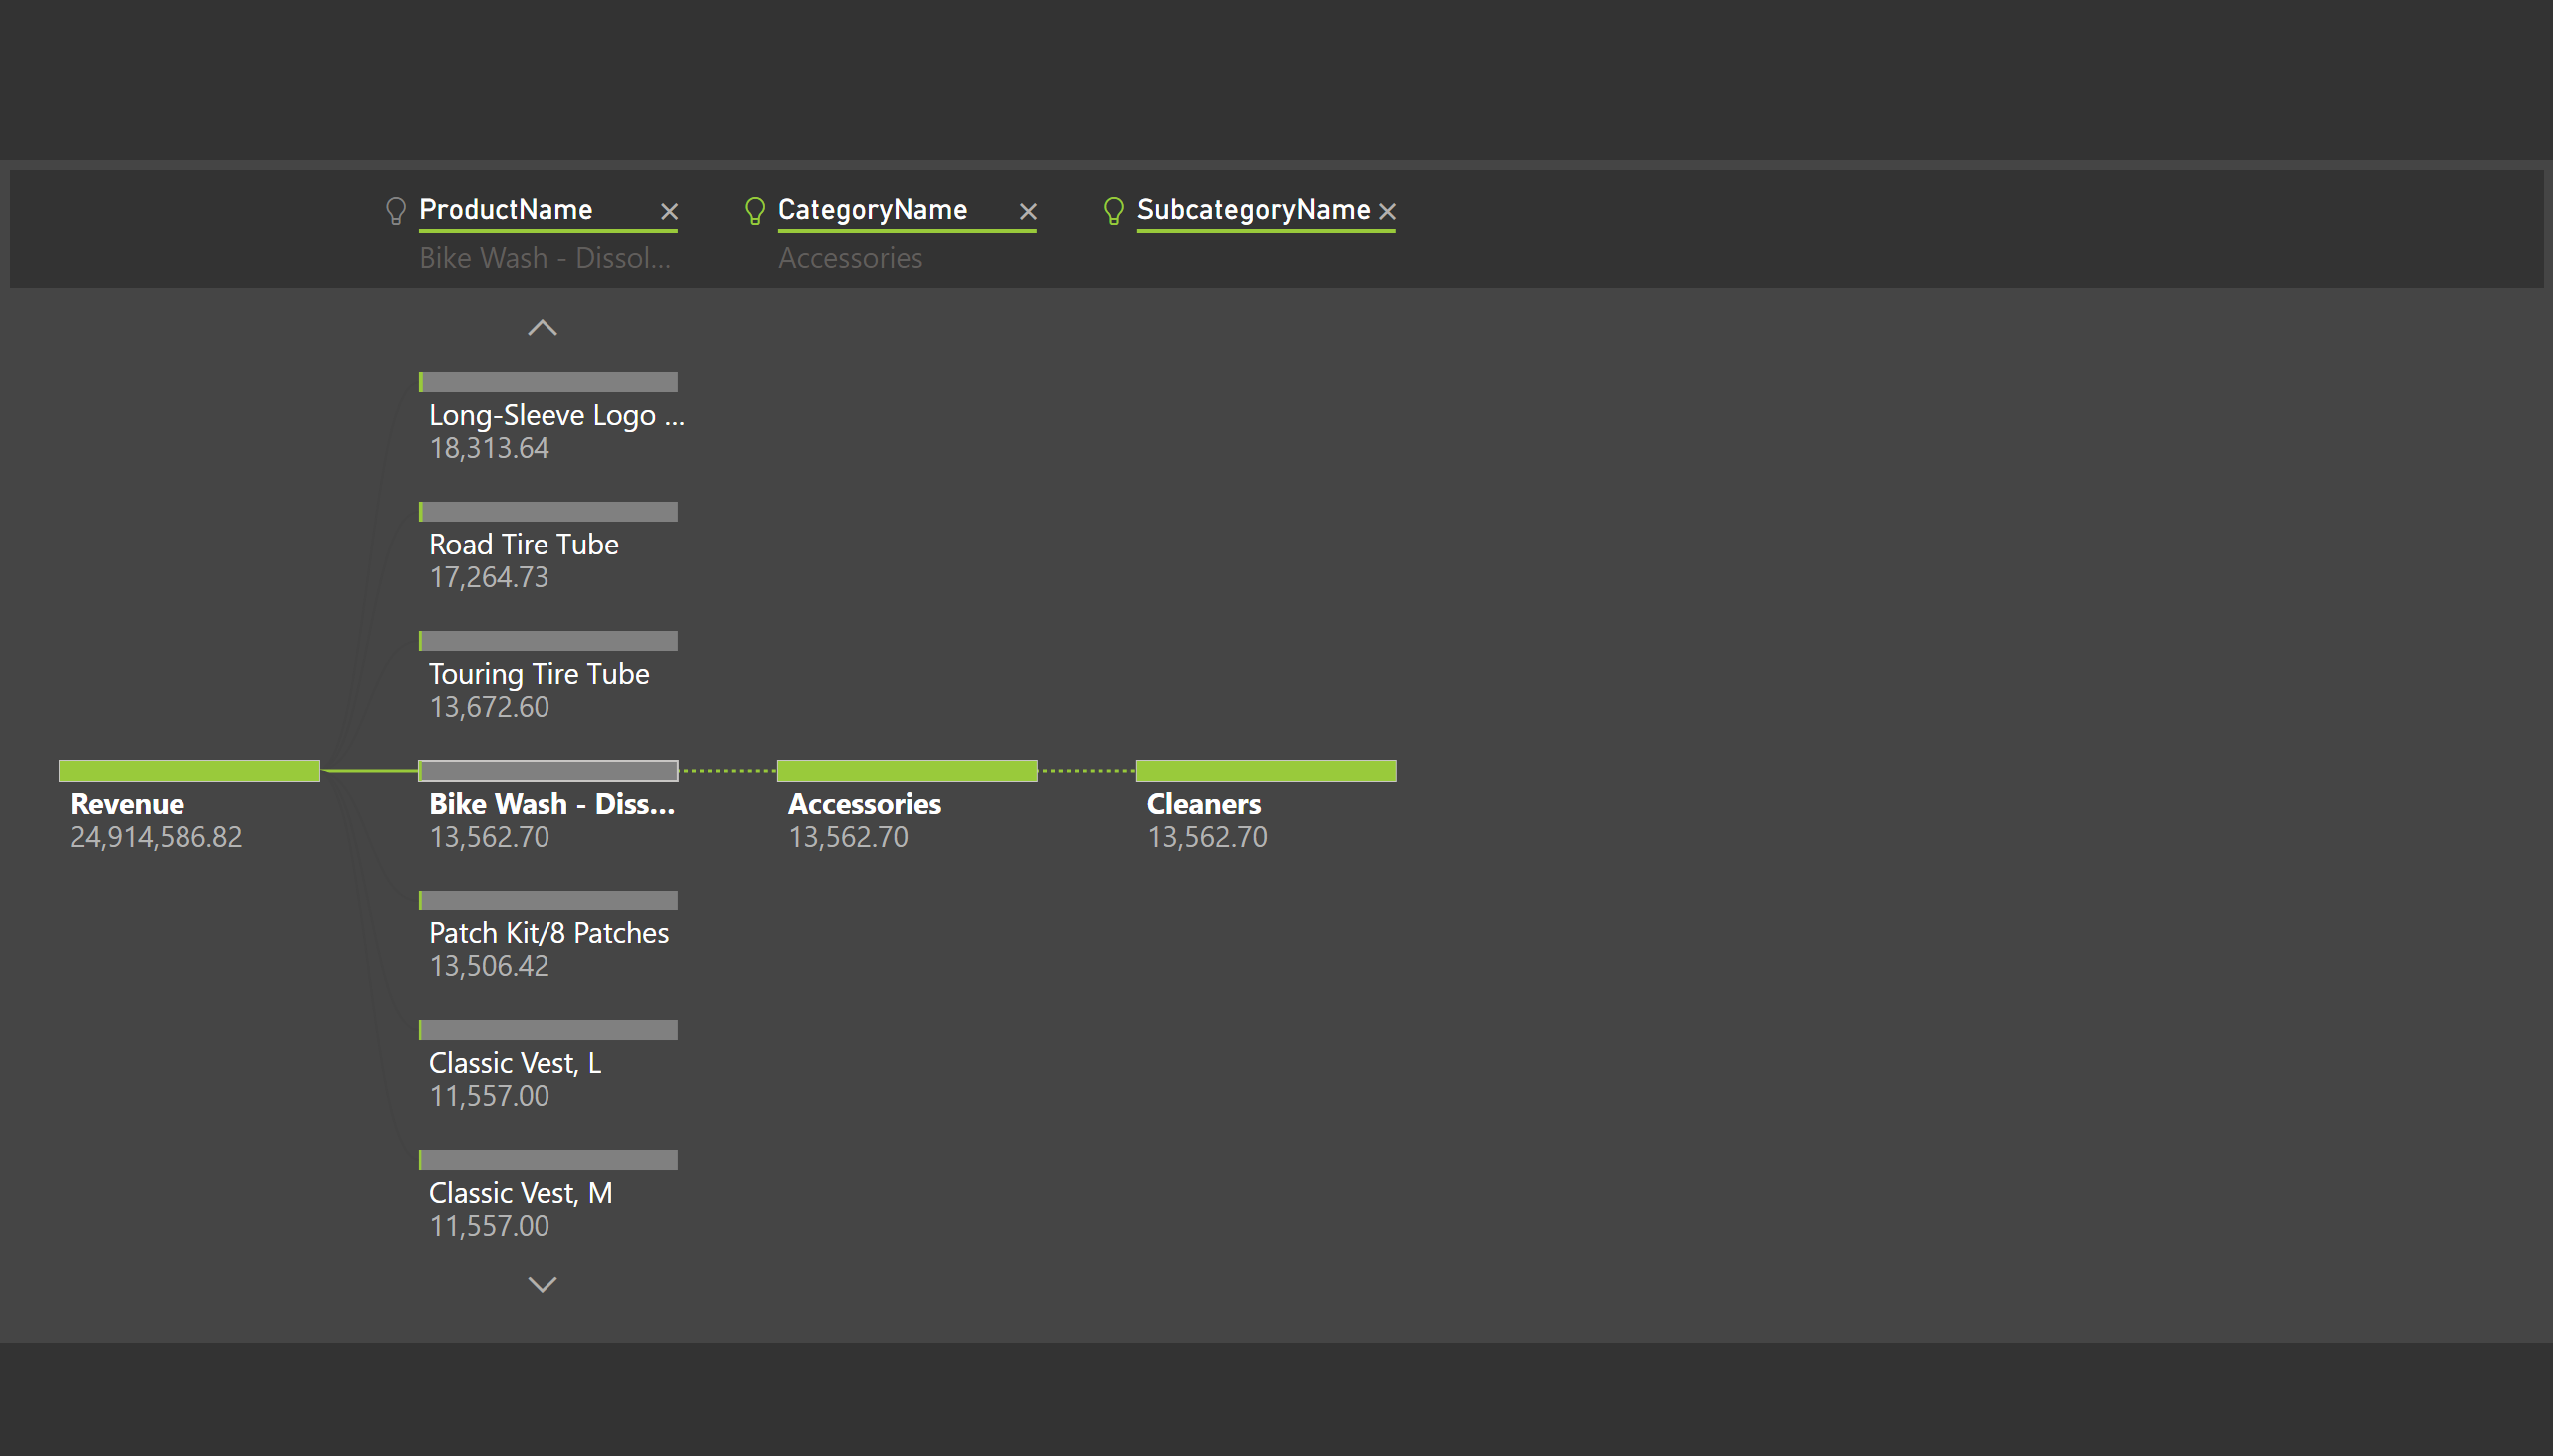 ProductName
CategoryName
SubcategoryName
Bike Wash - Dissol...
Accessories
Long-Sleeve Logo ...
18,313.64
Road Tire Tube
17,264.73
Touring Tire Tube
13,672.60
Revenue
24,914,586.82
Bike Wash - Diss...
13,562.70
Accessories
13,562.70
Cleaners
13,562.70
Patch Kit/8 Patches
13,506.42
Classic Vest, L
11,557.00
Classic Vest, M
11,557.00